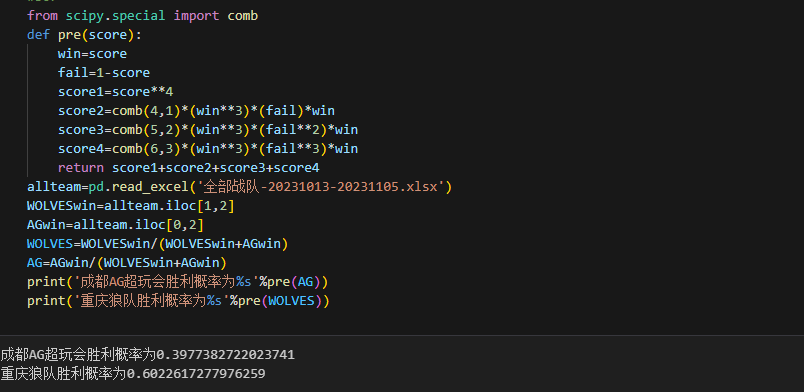 from scipy.special import comb
def pre(score):
    win=score
    fail=1-score
    score1=score**4
    score2=comb(4,1)*(win**3)*(fail)*win
    score3=comb(5,2)*(win**3)*(fail**2)*win
    score4=comb(6,3)*(win**3)*(fail**3)*win
    return score1+score2+score3+score4
allteam=pd.read_excel('全部战队-20231013-20231105.xlsx')
WOLVESwin=allteam.iloc[1,2]
AGwin=allteam.iloc[0,2]
WOLVES=WOLVESwin/(WOLVESwin+AGwin)
AG=AGwin/(WOLVESwin+AGwin)
print('成都AG超玩会胜利概率为%s'%pre(AG))
print('重庆狼队胜利概率为%s'%pre(WOLVES))
成都AG超玩会胜利概率为0.3977382722023741
重庆狼队胜利概率为0.6022617277976259